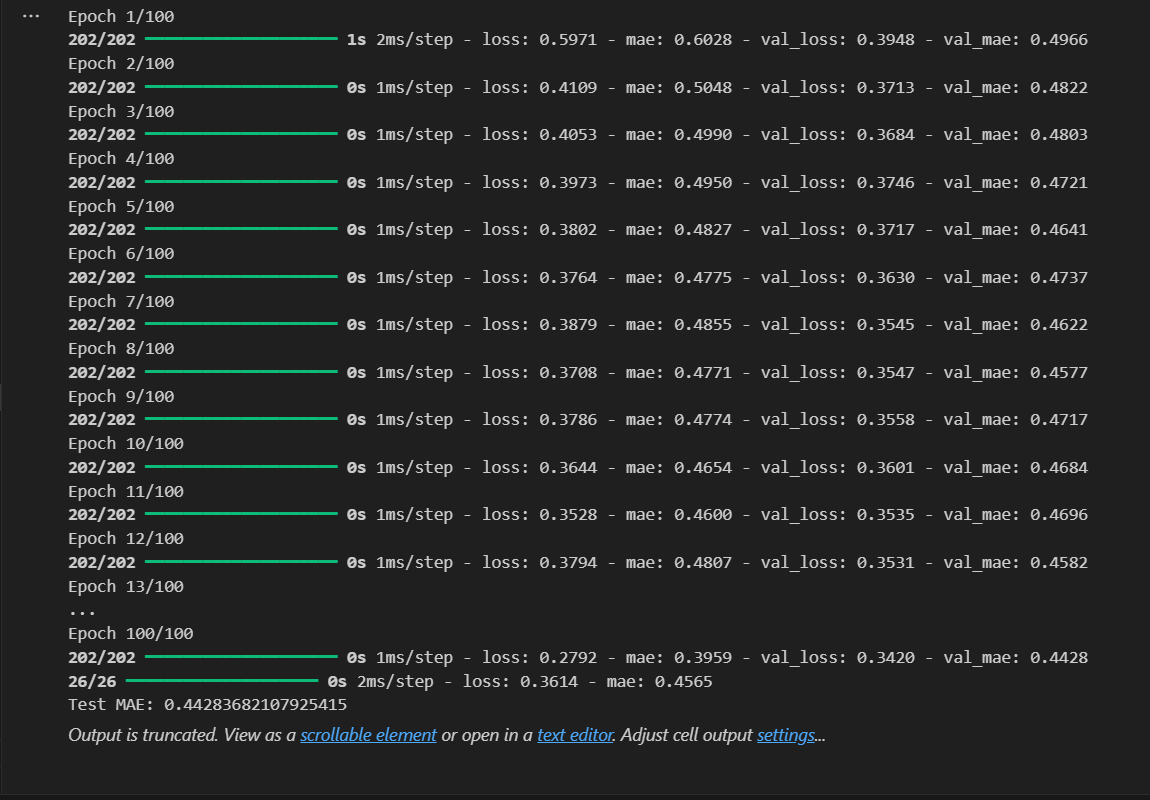 ...
Epoch 1/100
202/202 ━━━━━━━━━━━━━━━━━━━━ 1s 2ms/step - loss: 0.5971 - mae: 0.6028 - val_loss: 0.3948 - val_mae: 0.4966
Epoch 2/100
202/202 ━━━━━━━━━━━━━━━━━━━━ 0s 1ms/step - loss: 0.4109 - mae: 0.5048 - val_loss: 0.3713 - val_mae: 0.4822
Epoch 3/100
202/202 ━━━━━━━━━━━━━━━━━━━━ 0s 1ms/step - loss: 0.4053 - mae: 0.4990 - val_loss: 0.3684 - val_mae: 0.4803
Epoch 4/100
202/202 ━━━━━━━━━━━━━━━━━━━━ 0s 1ms/step - loss: 0.3973 - mae: 0.4950 - val_loss: 0.3746 - val_mae: 0.4721
Epoch 5/100
202/202 ━━━━━━━━━━━━━━━━━━━━ 0s 1ms/step - loss: 0.3802 - mae: 0.4827 - val_loss: 0.3717 - val_mae: 0.4641
Epoch 6/100
202/202 ━━━━━━━━━━━━━━━━━━━━ 0s 1ms/step - loss: 0.3764 - mae: 0.4775 - val_loss: 0.3630 - val_mae: 0.4737
Epoch 7/100
202/202 ━━━━━━━━━━━━━━━━━━━━ 0s 1ms/step - loss: 0.3879 - mae: 0.4855 - val_loss: 0.3545 - val_mae: 0.4622
Epoch 8/100
202/202 ━━━━━━━━━━━━━━━━━━━━ 0s 1ms/step - loss: 0.3708 - mae: 0.4771 - val_loss: 0.3547 - val_mae: 0.4577
Epoch 9/100
202/202 ━━━━━━━━━━━━━━━━━━━━ 0s 1ms/step - loss: 0.3786 - mae: 0.4774 - val_loss: 0.3558 - val_mae: 0.4717
Epoch 10/100
202/202 ━━━━━━━━━━━━━━━━━━━━ 0s 1ms/step - loss: 0.3644 - mae: 0.4654 - val_loss: 0.3601 - val_mae: 0.4684
Epoch 11/100
202/202 ━━━━━━━━━━━━━━━━━━━━ 0s 1ms/step - loss: 0.3528 - mae: 0.4600 - val_loss: 0.3535 - val_mae: 0.4696
Epoch 12/100
202/202 ━━━━━━━━━━━━━━━━━━━━ 0s 1ms/step - loss: 0.3794 - mae: 0.4807 - val_loss: 0.3531 - val_mae: 0.4582
Epoch 13/100
...
Epoch 100/100
202/202 ━━━━━━━━━━━━━━━━━━━━ 0s 1ms/step - loss: 0.2792 - mae: 0.3959 - val_loss: 0.3420 - val_mae: 0.4428
26/26 ━━━━━━━━━━━━━━━━━━━━ 0s 2ms/step - loss: 0.3614 - mae: 0.4565
Test MAE: 0.44283682107925415
Output is truncated. View as a scrollable element or open in a text editor. Adjust cell output settings...